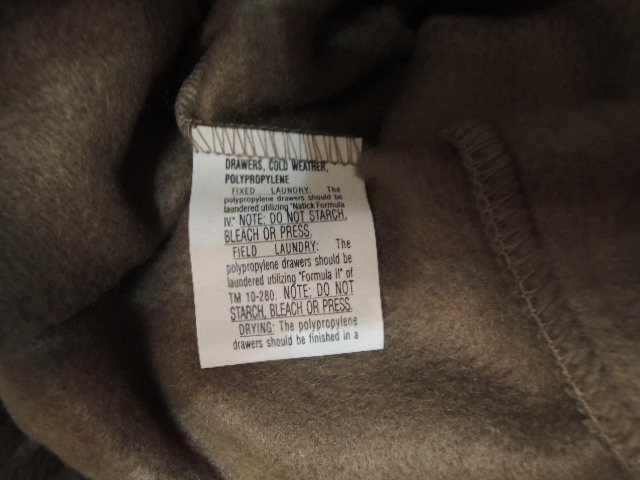 DRAWERS, COLD WEATHER,
POLYPROPYLENE
FIXED LAUNDRY: The
polypropylene drawers should be
laundered utilizing "Natick Formula
IV." NOTE: DO NOT STARCH,
BLEACH OR PRESS.
FIELD LAUNDRY: The
polypropylene drawers should be
laundered utilizing "Formula II" of
TM 10-280. NOTE: DO NOT
STARCH, BLEACH OR PRESS.
DRYING: The polypropylene
drawers should be finished in a